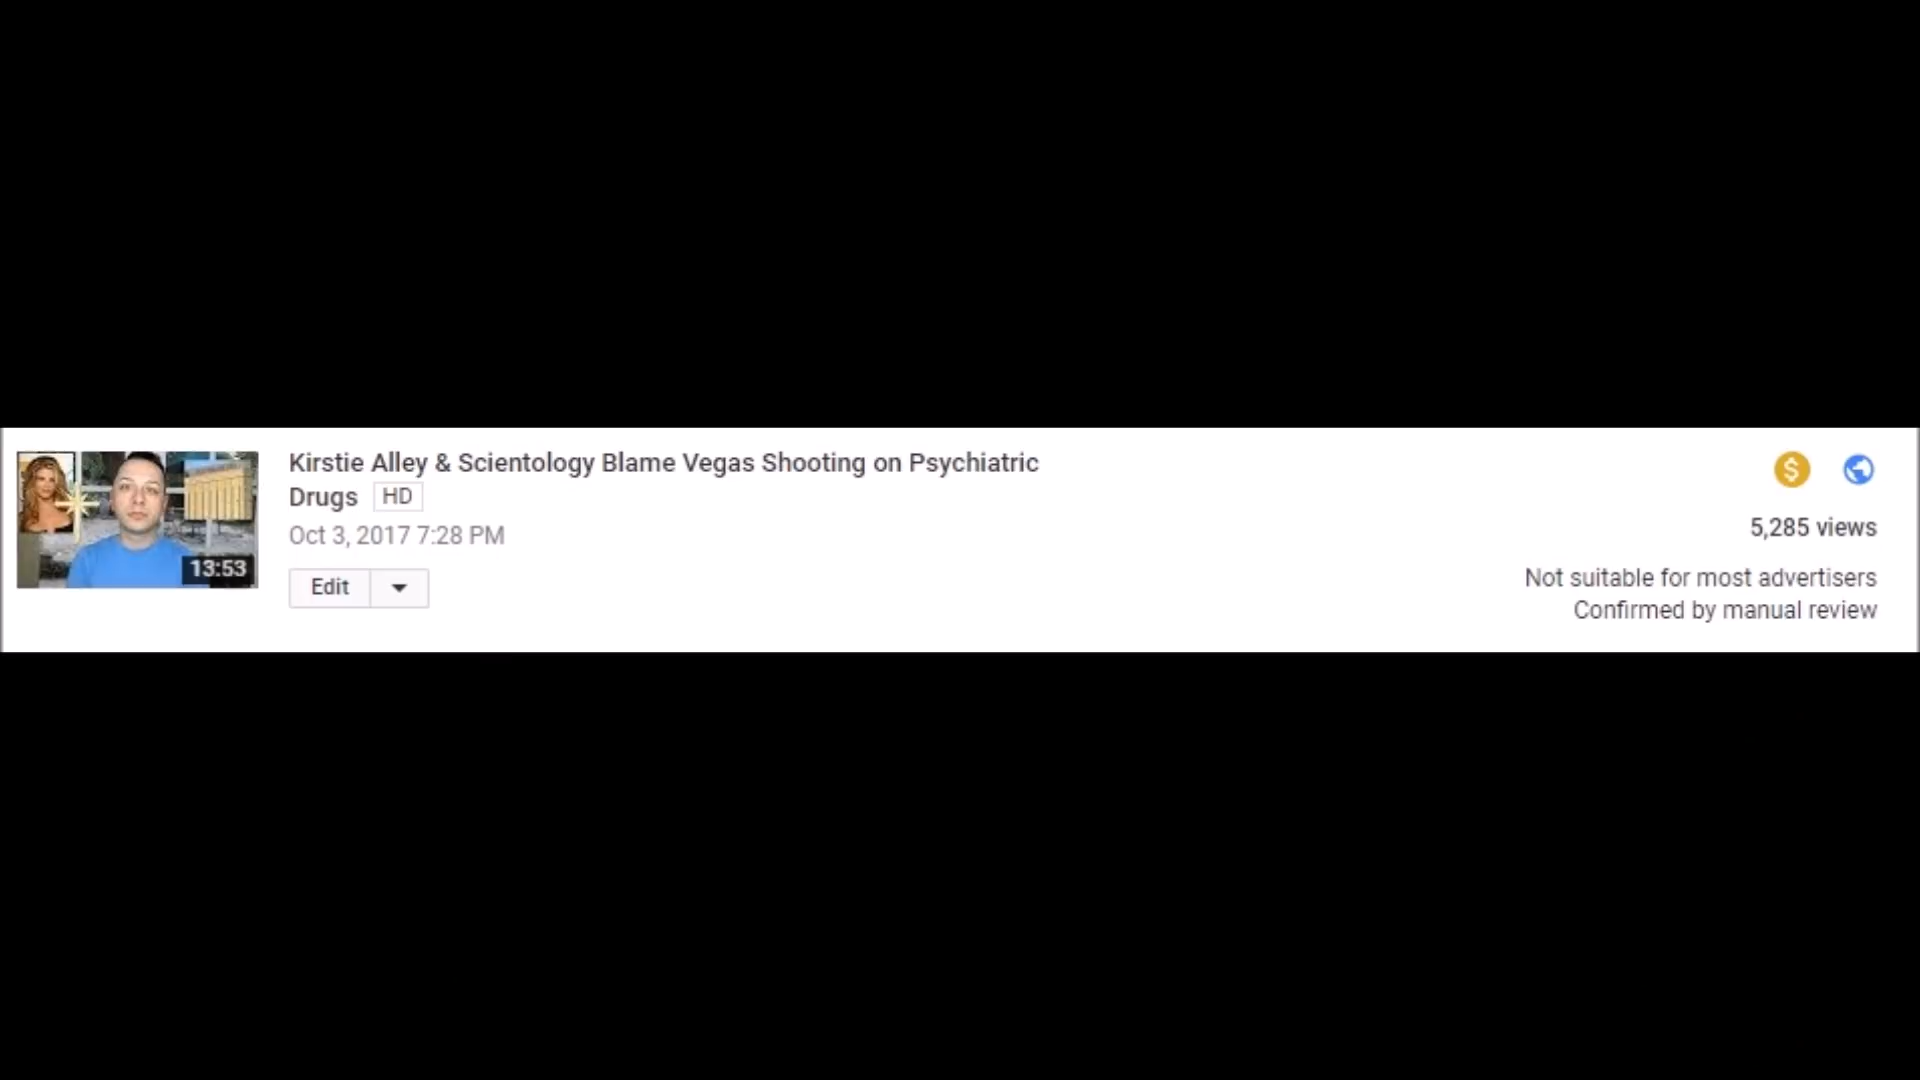 Kirstie Alley & Scientology Blame Vegas Shooting on Psychiatric
Drugs HD
Oct 3, 2017 7:28 PM
13:53
Edit
$
5,285 views
Not suitable for most advertisers
Confirmed by manual review